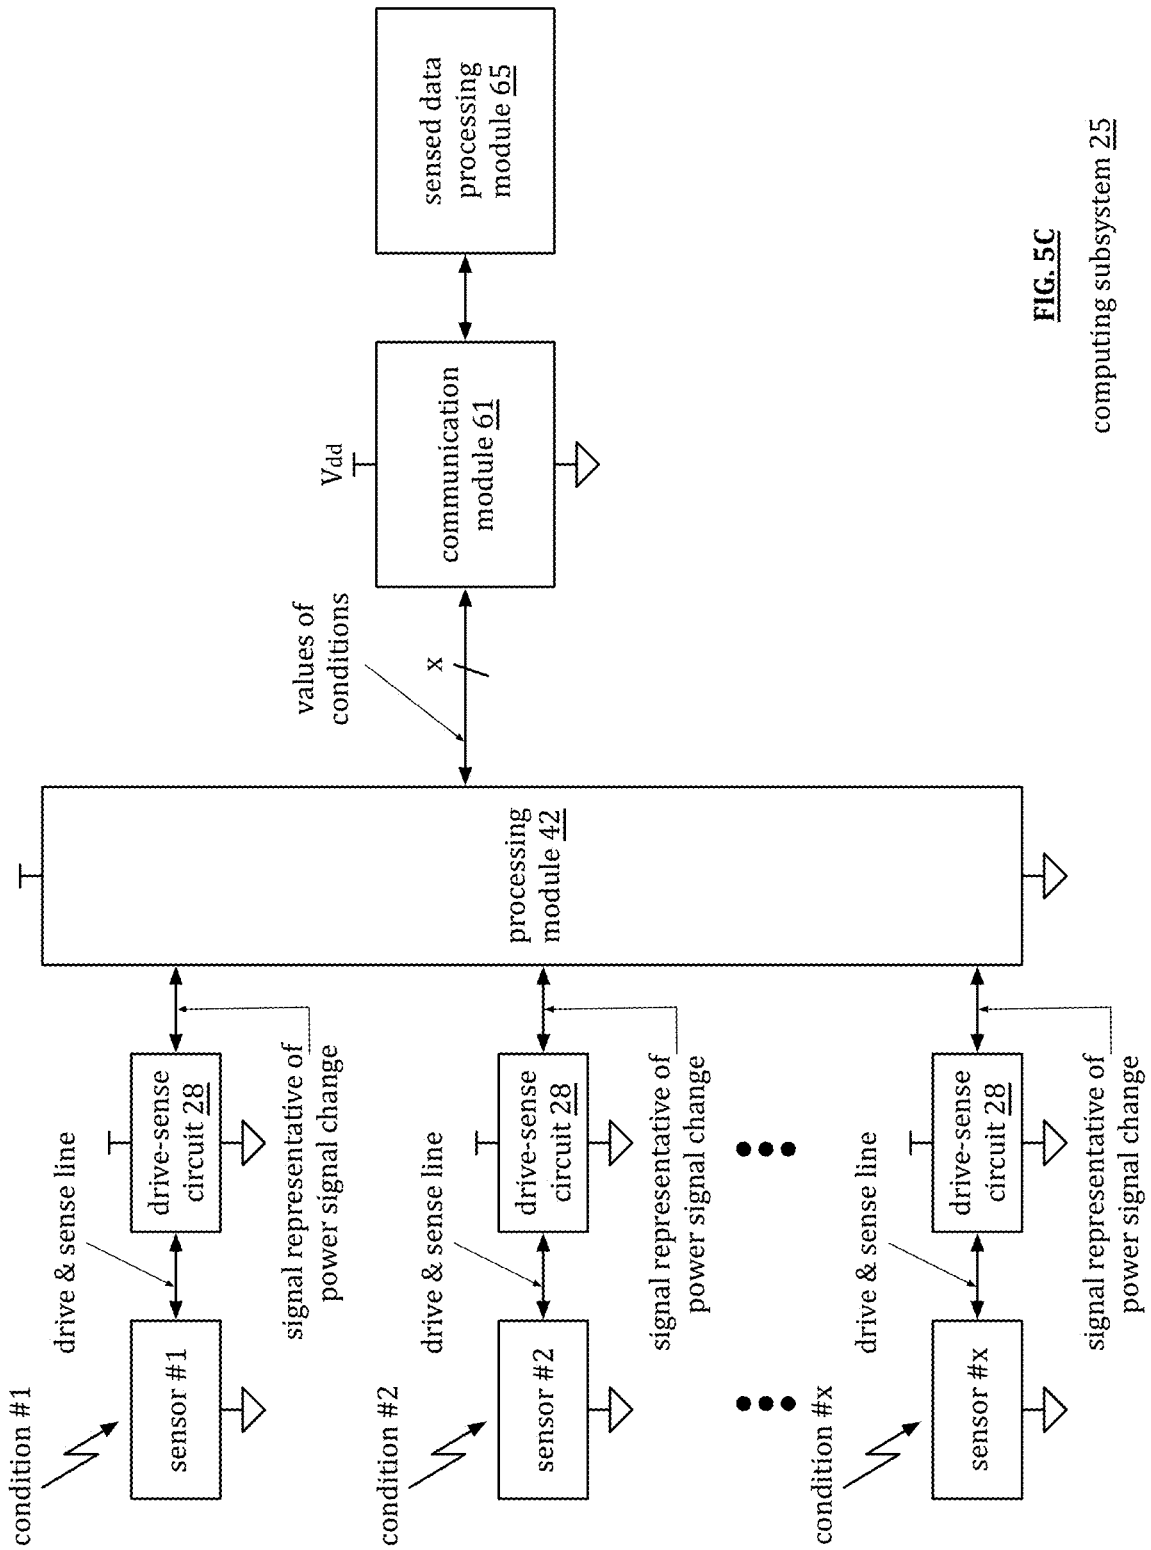 condition #1
sensor #1
drive & sense line
drive-sense
circuit 28
signal representative of
power signal change
condition #2
sensor #2
drive & sense line
drive-sense
circuit 28
signal representative of
power signal change
condition #x
sensor #x
drive & sense line
drive-sense
circuit 28
signal representative of
power signal change
processing
module 42
values of
conditions
x
Vdd
communication
module 61
sensed data
processing
module 65
FIG. 5C
computing subsystem 25